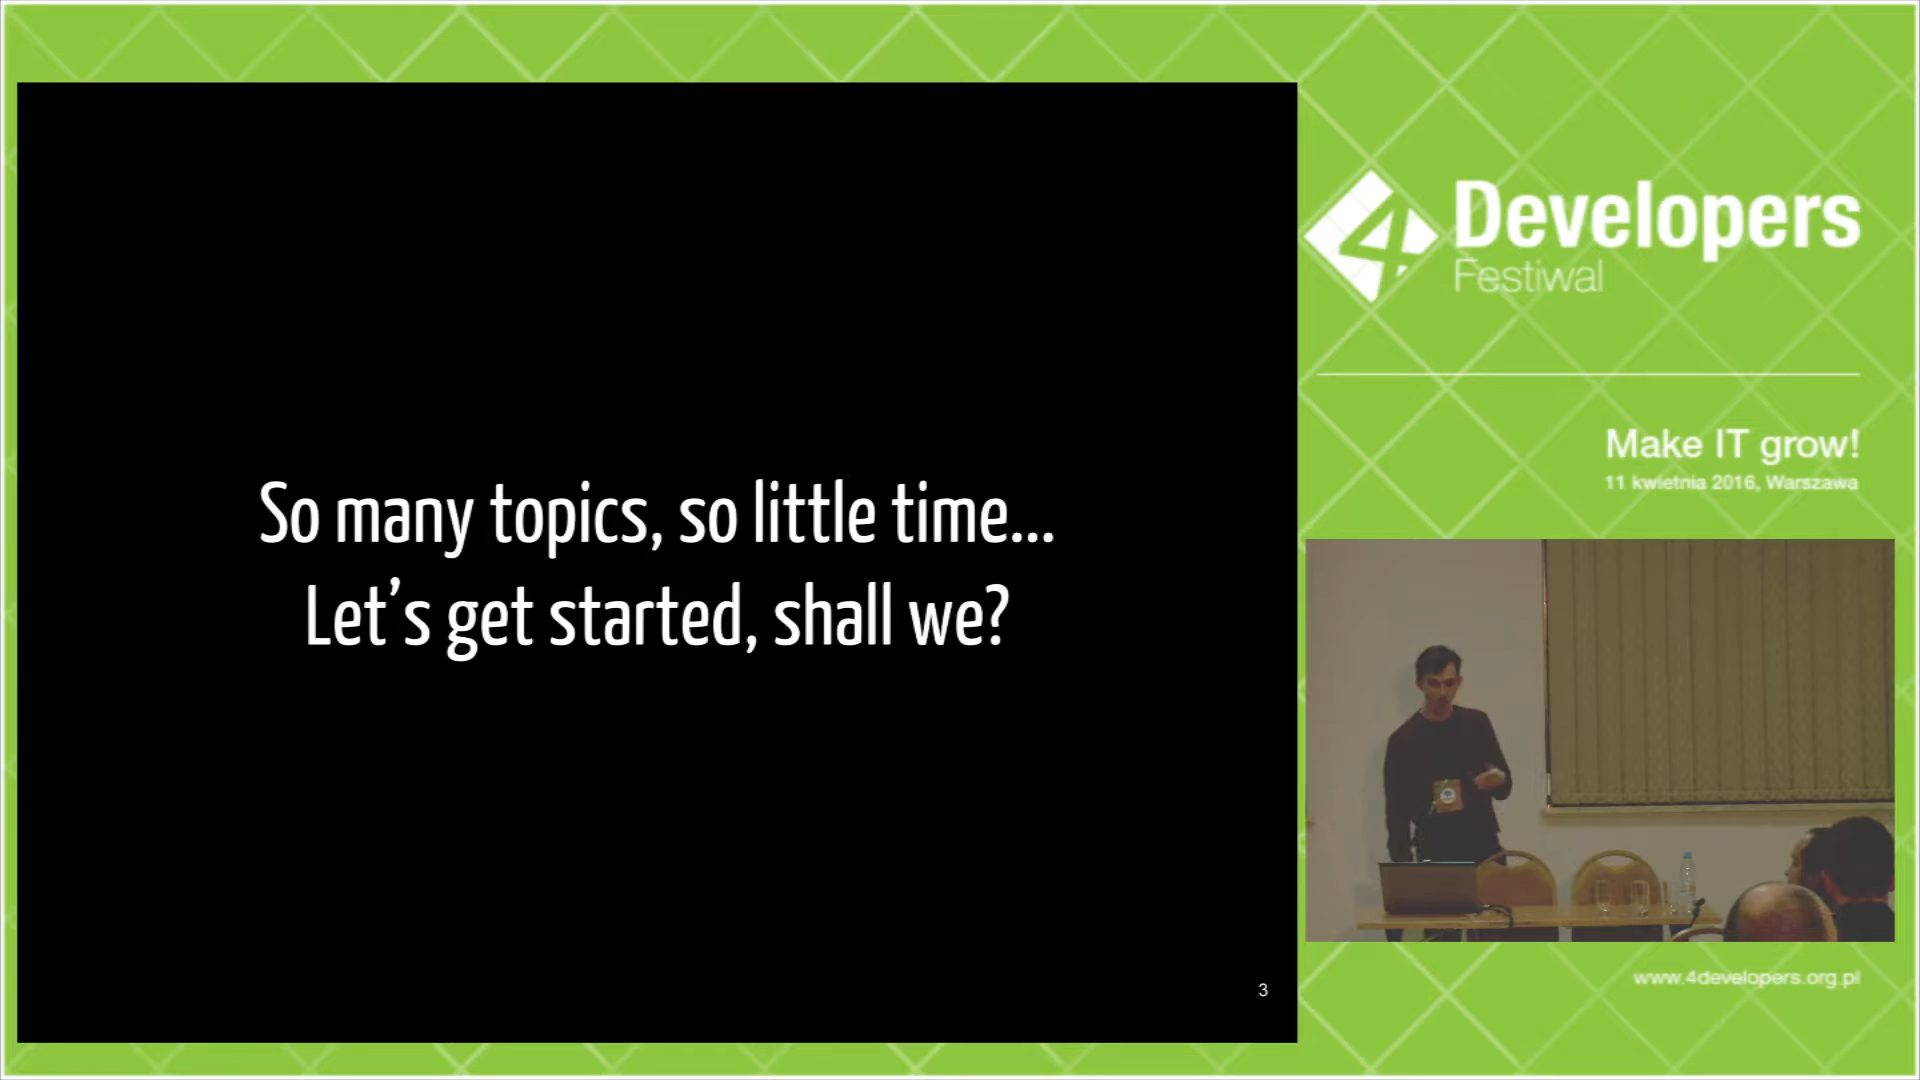 So many topics, so little time...
Let’s get started, shall we?
3
4
Developers
Festiwal
Make IT grow!
11 kwietnia 2016, Warszawa
www.4developers.org.pl